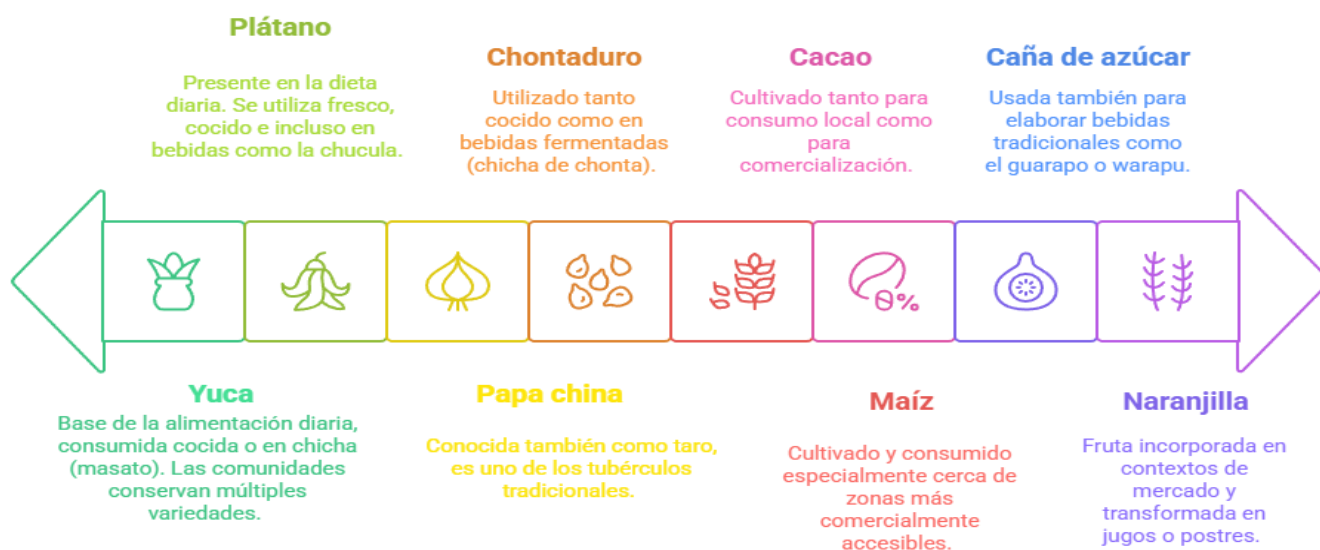 Plátano
Presente en la dieta
diaria. Se utiliza fresco,
cocido e incluso en
bebidas como la chucula.
Chontaduro
Utilizado tanto
cocido como en
bebidas fermentadas
(chicha de chonta).
Cacao
Cultivado tanto para
consumo local como
para
comercialización.
Caña de azúcar
Usada también para
elaborar bebidas
tradicionales como
el guarapo o warapu.
%
Yuca
Base de la alimentación diaria,
consumida cocida o en chicha
(masato). Las comunidades
conservan múltiples
variedades.
Papa china
Conocida también como taro,
es uno de los tubérculos
tradicionales.
Maíz
Cultivado y consumido
especialmente cerca de
zonas más
comercialmente
accesibles.
Naranjilla
Fruta incorporada en
contextos de
mercado y
transformada en
jugos o postres.